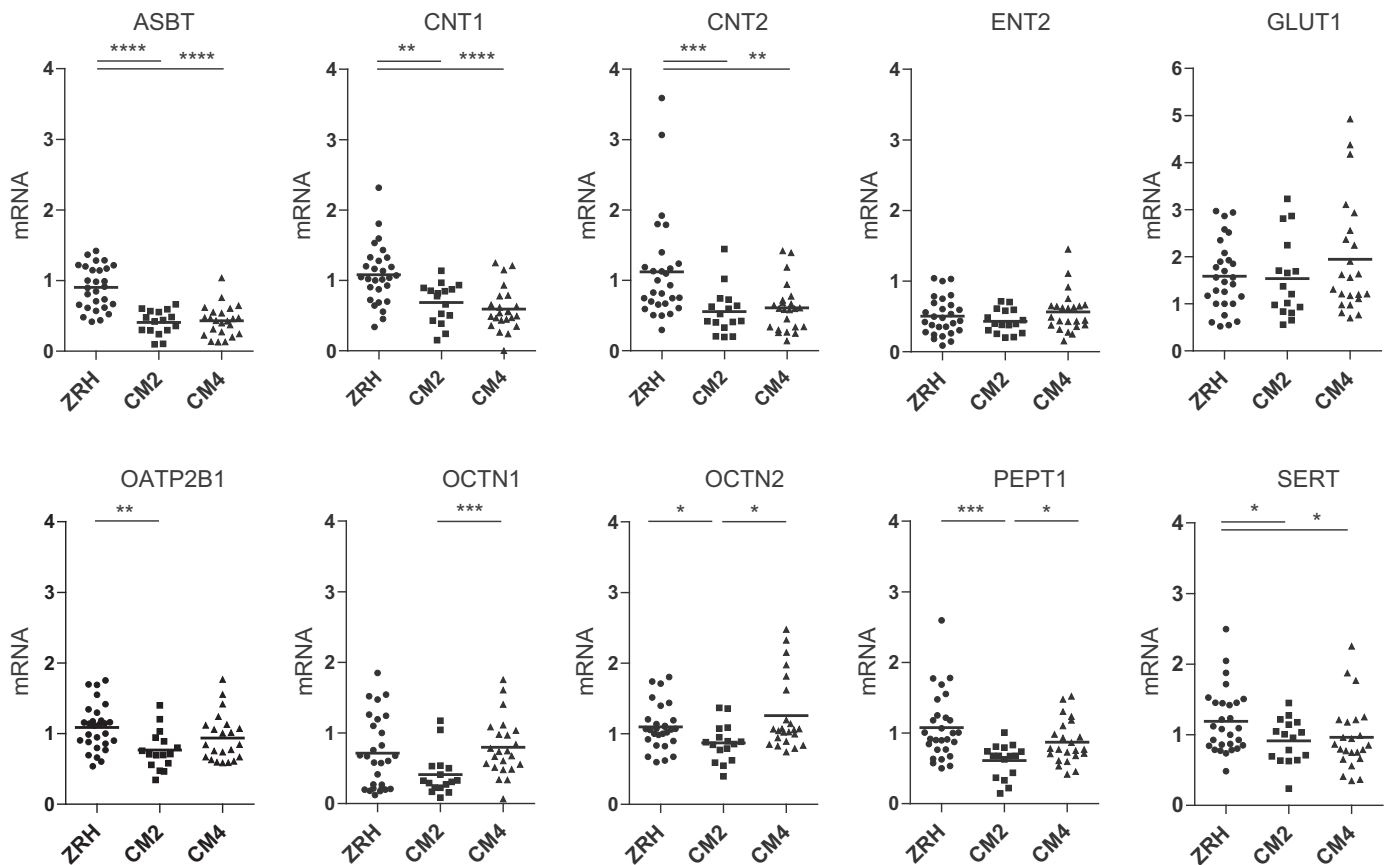 ASBT CNT1 CNT2 ENT2 GLUT1
**** **** ** **** *** **
mRNA 4 3 2 1 0 ZRH CM2 CM4
mRNA 4 3 2 1 0 ZRH CM2 CM4
mRNA 4 3 2 1 0 ZRH CM2 CM4
mRNA 4 3 2 1 0 ZRH CM2 CM4
mRNA 6 5 4 3 2 1 0 ZRH CM2 CM4
OATP2B1 OCTN1 OCTN2 PEPT1 SERT
** *** * * *** * * *
mRNA 4 3 2 1 0 ZRH CM2 CM4
mRNA 4 3 2 1 0 ZRH CM2 CM4
mRNA 4 3 2 1 0 ZRH CM2 CM4
mRNA 4 3 2 1 0 ZRH CM2 CM4
mRNA 4 3 2 1 0 ZRH CM2 CM4